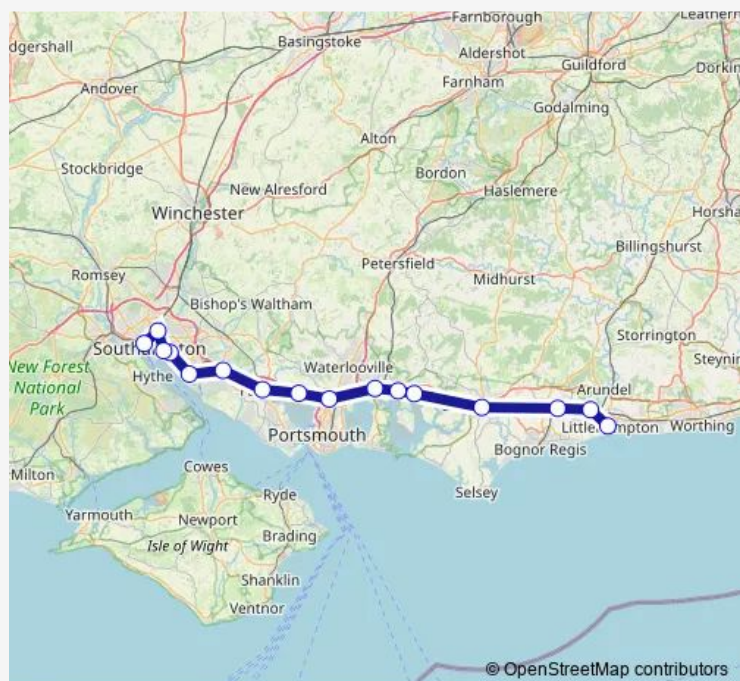 Farnborough
Leathern
dgershall
Basingstoke
Aldershot
Guildford
Dorkin
Andover
Farnham
Godalming
Alton
Stockbridge
Bordon
New Alresford
Haslemere
Winchester
Horsha
Billingshurst
Romsey
Petersfield
Midhurst
Bishop's Waltham
Storrington
Southampton
Steynin
New Forest
National
Park
Hythe
Waterlooville
Arundel
Littlehampton
Worthing
Portsmouth
Bognor Regis
Milton
Cowes
Selsey
Ryde
Yarmouth
Newport
Brading
Isle of Wight
Shanklin
Ventnor
© OpenStreetMap contributors